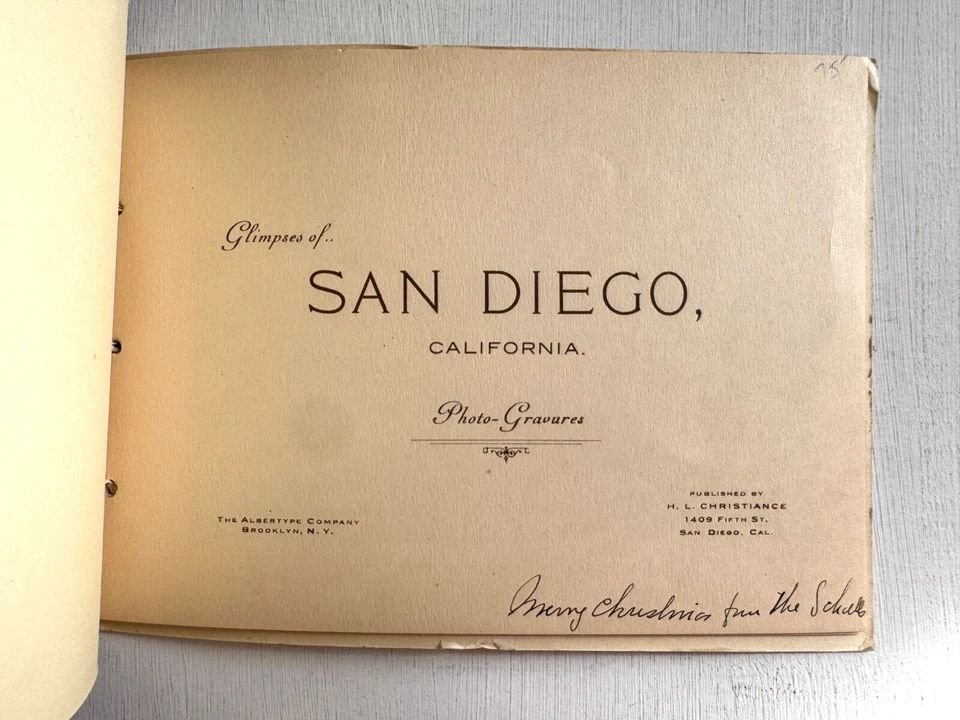 Glimpses of..
SAN DIEGO,
CALIFORNIA.
Photo-Gravures
THE ALBERTYPE COMPANY
BROOKLYN, N. Y.
PUBLISHED BY
H. L. CHRISTIANCE
1409 FIFTH ST.
SAN DIEGO, CAL.
Merry Christmas from the